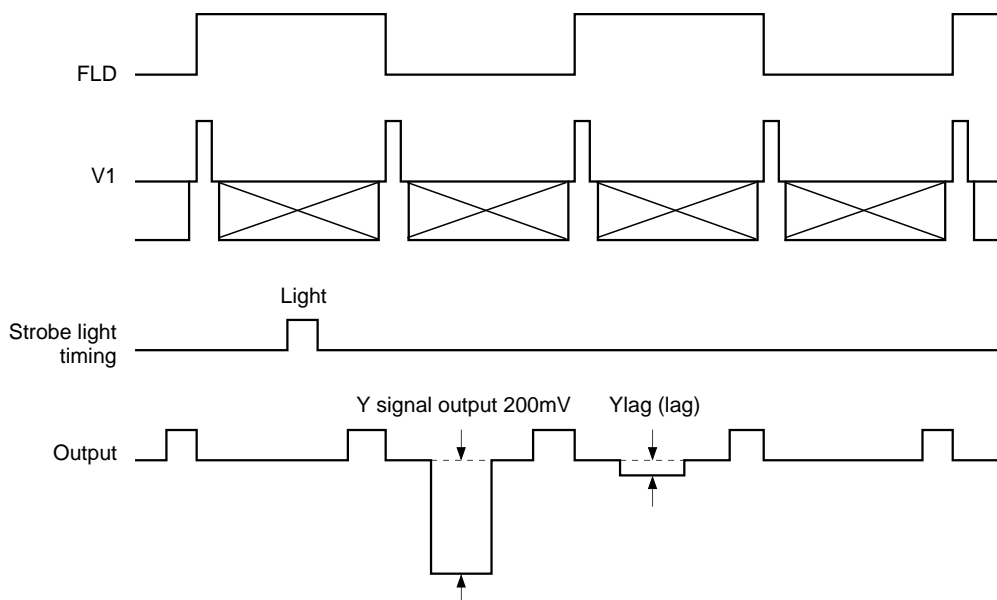 FLD
V1
Light
Strobe light
timing
Y signal output 200mV
Ylag (lag)
Output